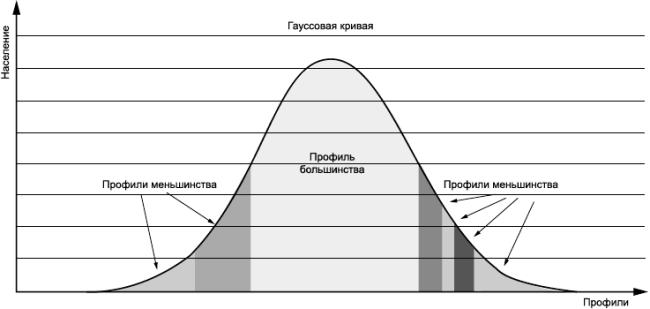 Гауссовая кривая
Население
Профиль
большинства
Профили меньшинства
Профили меньшинства
Профили